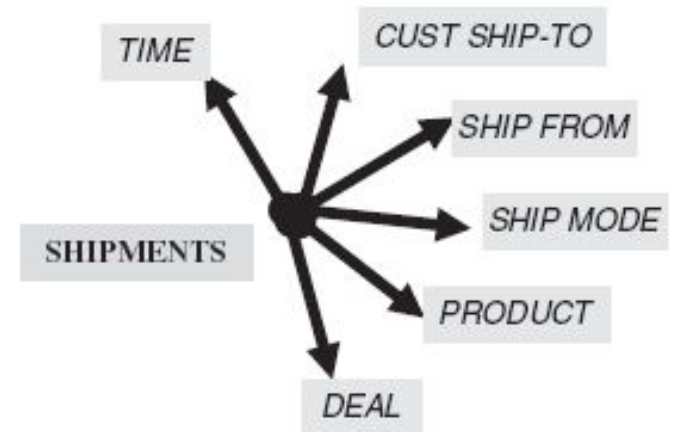 TIME
CUST SHIP-TO
SHIP FROM
SHIP MODE
SHIPMENTS
PRODUCT
DEAL